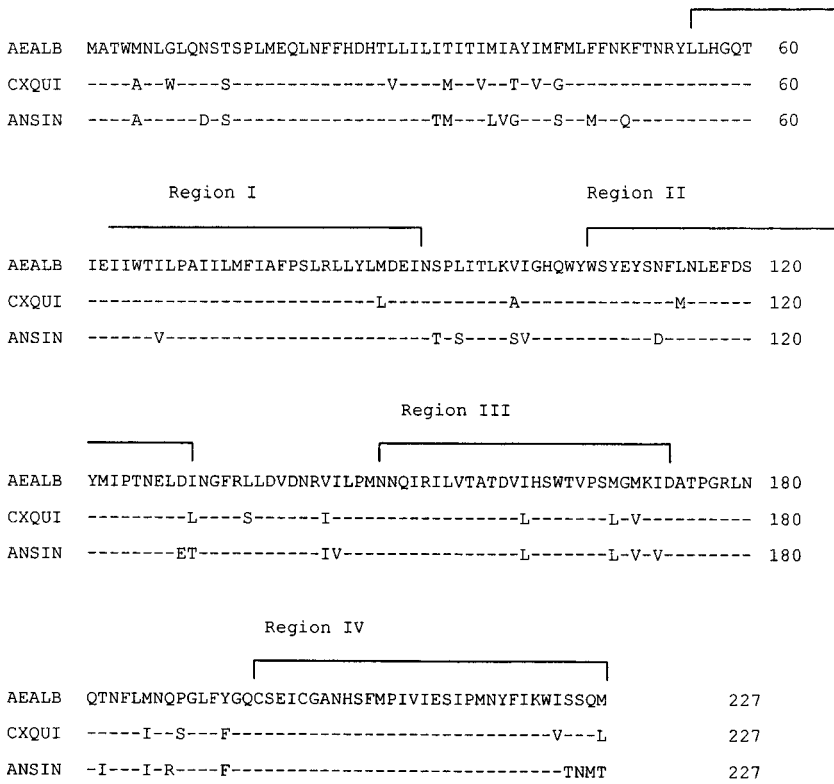 AEALB MATWMNLGLQNSTSPLMEQLNFFHDHTLLILITITIMIAYIMFMLFFNKFTNRYLLHGQT 60
CXQUI ----A--W----S--------------V----M--V--T-V-G----------------- 60
ANSIN ----A-----D-S------------------TM---LVG---S--M--Q----------- 60
Region I Region II
AEALB IEIIWTILPAIILMFIAFPSLRLLYLMDEINSPLITLKVIGHQWYWSYEYSNFLNLEFDS 120
CXQUI --------------------------L-----------A--------------M------ 120
ANSIN ------V------------------------T-S----SV-----------D-------- 120
Region III
AEALB YMIPTNELDINGFRLLDVDNRVILPMNNQIRILVTATDVIHSWTVPSMGMKIDATPGRLN 180
CXQUI ---------L----S------I-----------------L-------L-V---------- 180
ANSIN --------ET-----------IV----------------L-------L-V-V-------- 180
Region IV
AEALB QTNFLMNQPGLFYGQCSEICGANHSFMPIVIESIPMNYFIKWISSQM 227
CXQUI -----I--S---F-----------------------------V---L 227
ANSIN -I---I-R----F------------------------------TNMT 227